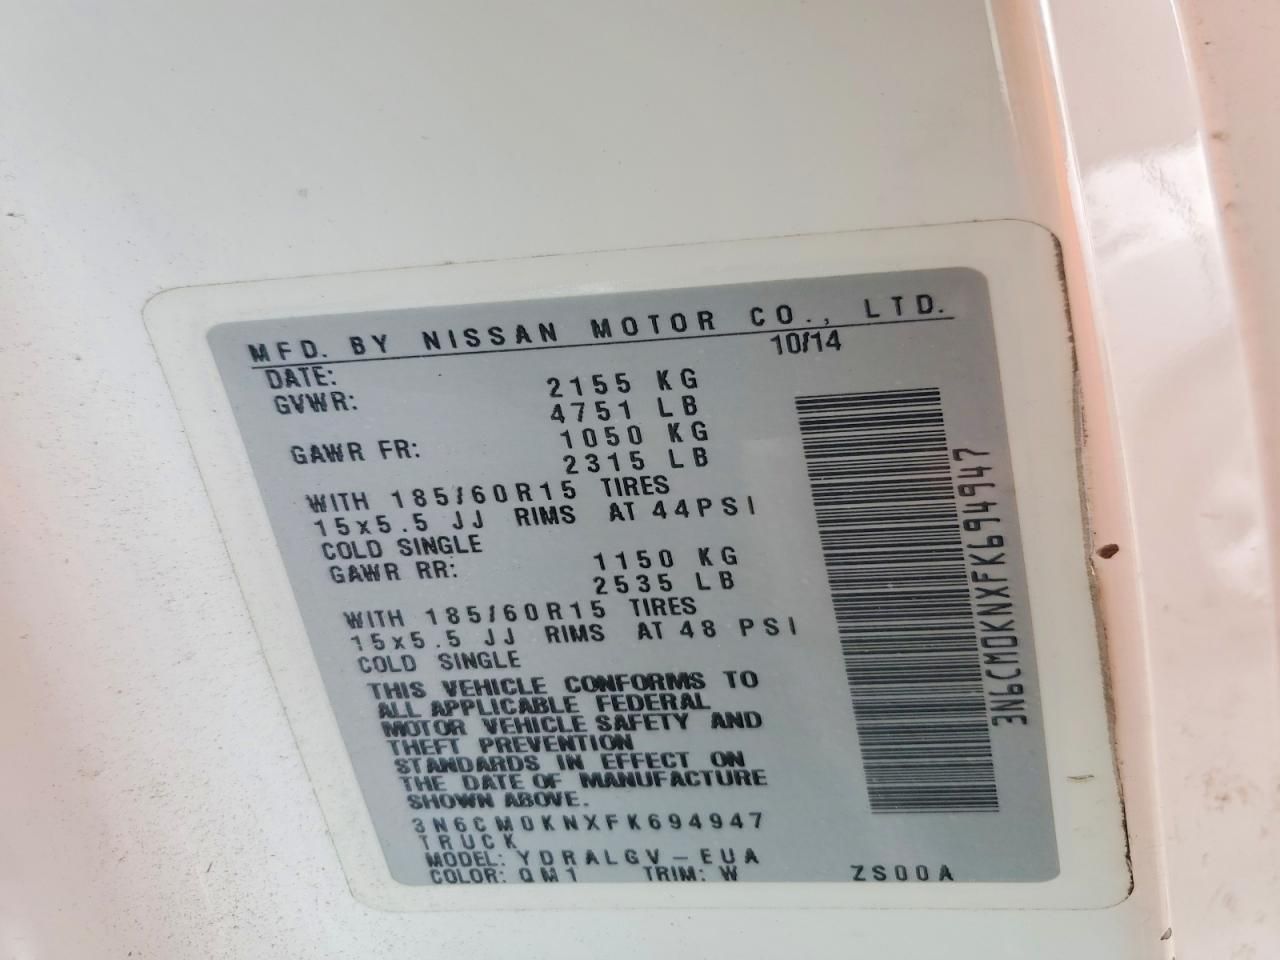 MFD. BY NISSAN MOTOR CO., LTD.
DATE: 10/14
GVWR: 2155 KG
4751 LB
GAWR FR: 1050 KG
2315 LB
WITH 185/60R15 TIRES
15x5.5 JJ RIMS AT 44PSI
COLD SINGLE
GAWR RR: 1150 KG
2535 LB
WITH 185/60R15 TIRES
15x5.5 JJ RIMS AT 48 PSI
COLD SINGLE
THIS VEHICLE CONFORMS TO
ALL APPLICABLE FEDERAL
MOTOR VEHICLE SAFETY AND
THEFT PREVENTION
STANDARDS IN EFFECT ON
THE DATE OF MANUFACTURE
SHOWN ABOVE.
3N6CM0KNXFK694947
TRUCK
MODEL: YDRALGV-EUA
COLOR: QM1 TRIM: W ZS00A
3N6CM0KNXFK694947